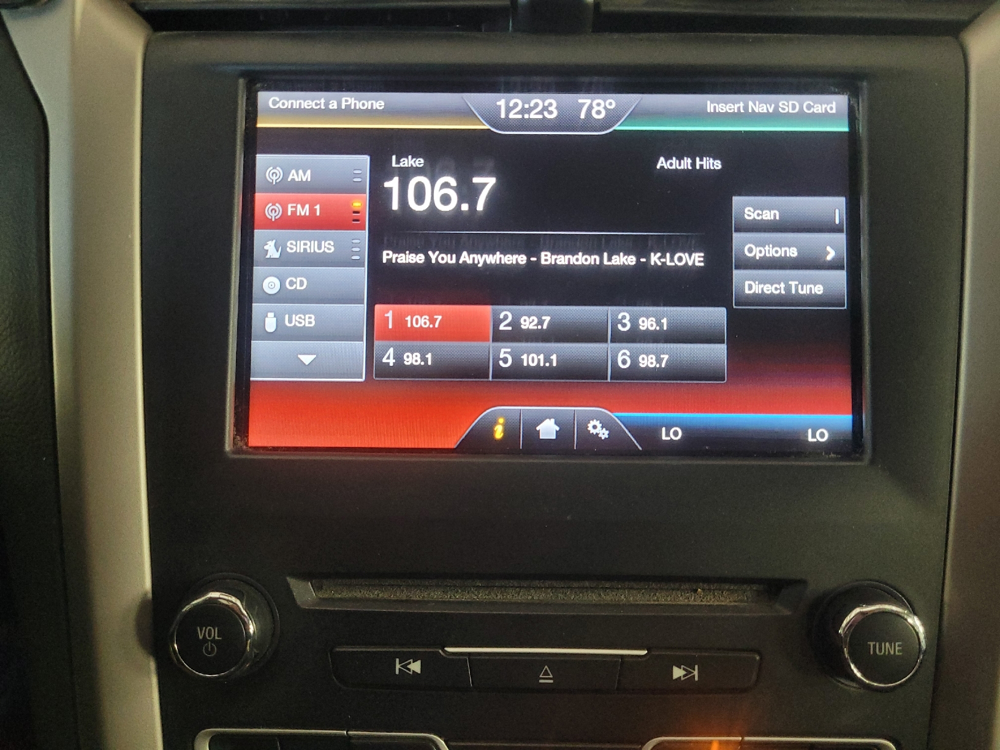 Connect a Phone
12:23 78°
Insert Nav SD Card
AM
FM 1
SIRIUS
CD
USB
Lake
106.7
Adult Hits
Praise You Anywhere - Brandon Lake - K-LOVE
1 106.7
2 92.7
3 96.1
4 98.1
5 101.1
6 98.7
Scan
Options
Direct Tune
i
LO
LO
VOL
TUNE